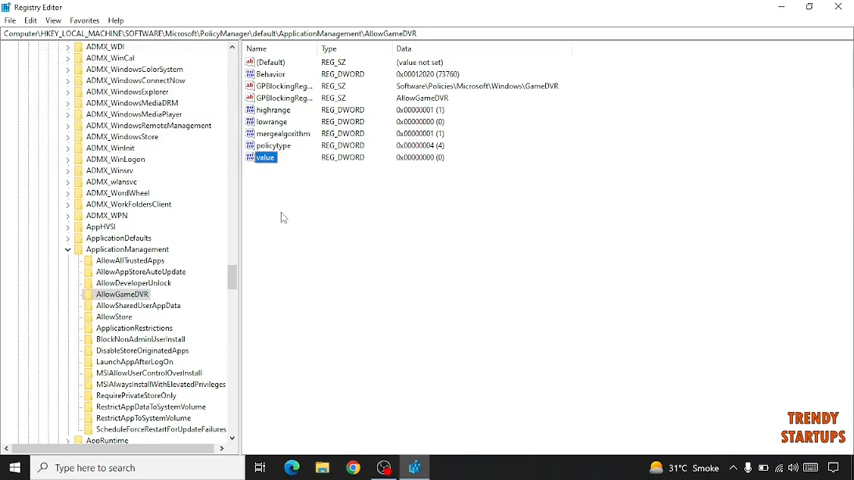 Registry Editor
File Edit View Favorites Help
Computer\HKEY_LOCAL_MACHINE\SOFTWARE\Microsoft\PolicyManager\default\ApplicationManagement\AllowGameDVR
ADMX_WDI
ADMX_WinCal
ADMX_WindowsColorSystem
ADMX_WindowsConnectNow
ADMX_WindowsExplorer
ADMX_WindowsMediaDRM
ADMX_WindowsMediaPlayer
ADMX_WindowsRemoteManagement
ADMX_WindowsStore
ADMX_WinInit
ADMX_WinLogon
ADMX_Winsrv
ADMX_wlansvc
ADMX_WordWheel
ADMX_WorkFoldersClient
ADMX_WPN
AppHVSI
ApplicationDefaults
ApplicationManagement
AllowAllTrustedApps
AllowAppStoreAutoUpdate
AllowDeveloperUnlock
AllowGameDVR
AllowSharedUserAppData
AllowStore
ApplicationRestrictions
BlockNonAdminUserInstall
DisableStoreOriginatedApps
LaunchAppAfterLogOn
MSIAllowUserControlOverInstall
MSIAlwaysInstallWithElevatedPrivileges
RequirePrivateStoreOnly
RestrictAppDataToSystemVolume
RestrictAppToSystemVolume
ScheduleForceRestartForUpdateFailures
AppRuntime
Name Type Data
(Default) REG_SZ (value not set)
Behavior REG_DWORD 0x00012020 (73760)
GPBlockingReg... REG_SZ Software\Policies\Microsoft\Windows\GameDVR
GPBlockingReg... REG_SZ AllowGameDVR
highrange REG_DWORD 0x00000001 (1)
lowrange REG_DWORD 0x00000000 (0)
mergealgorithm REG_DWORD 0x00000001 (1)
policytype REG_DWORD 0x00000004 (4)
value REG_DWORD 0x00000000 (0)
TRENDY
STARTUPS
Type here to search
31°C Smoke